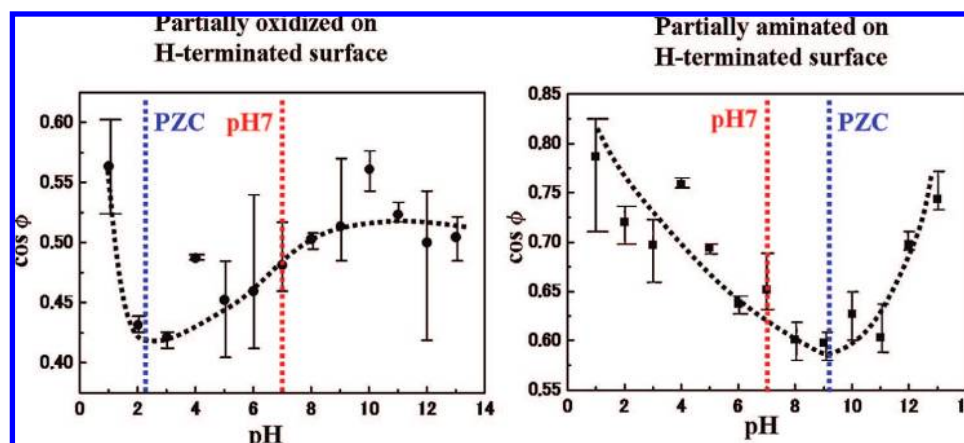 Partially oxidized on
H-terminated surface
PZC
pH7
cos ϕ
0.60
0.55
0.50
0.45
0.40
0 2 4 6 8 10 12 14
pH
Partially aminated on
H-terminated surface
pH7
PZC
cos ϕ
0.85
0.80
0.75
0.70
0.65
0.60
0.55
0 2 4 6 8 10 12 14
pH